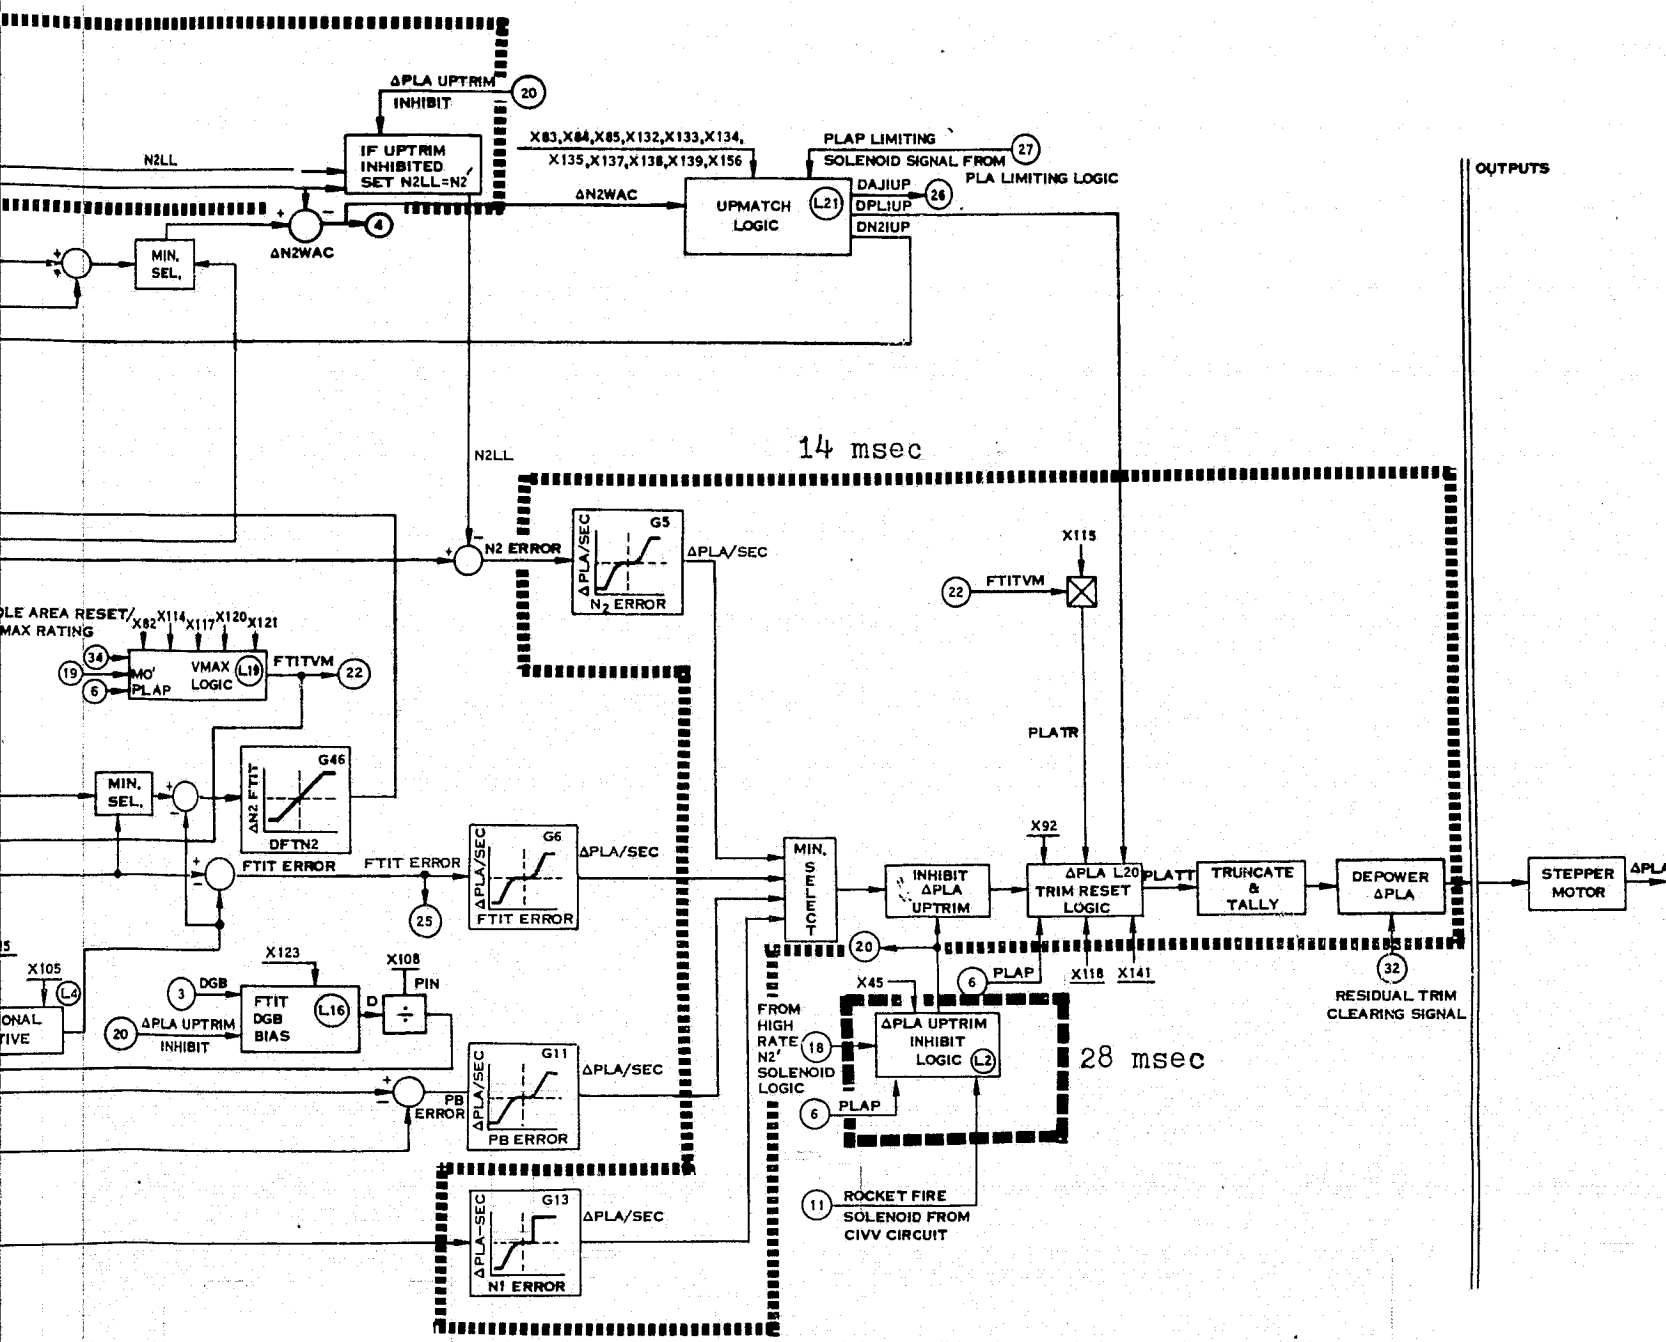 ΔPLA UPTRIM
INHIBIT
20
N2LL
IF UPTRIM
INHIBITED
SET N2LL=N2'
X83,X84,X85,X132,X133,X134,
X135,X137,X138,X139,X156
PLAP LIMITING
SOLENOID SIGNAL FROM
PLA LIMITING LOGIC
27
OUTPUTS
ΔN2WAC
UPMATCH
LOGIC
L21
DAJIUP
DPLIUP
DN2IUP
26
+
−
4
ΔN2WAC
+
+
MIN.
SEL.
N2LL
14 msec
+
−
N2 ERROR
ΔPLA/SEC
G5
N2 ERROR
ΔPLA/SEC
X115
22
FTITVM
OLE AREA RESET/
MAX RATING
X82
X114
X117
X120
X121
34
19
6
MO'
PLAP
VMAX
LOGIC
L19
FTITVM
22
PLATR
MIN.
SEL.
+
−
ΔN2 FTIT
G46
DFTN2
+
−
FTIT ERROR
FTIT ERROR
25
ΔPLA/SEC
G6
FTIT ERROR
ΔPLA/SEC
MIN.
SELECT
INHIBIT
ΔPLA
UPTRIM
X92
ΔPLA L20
TRIM RESET
LOGIC
PLATT
TRUNCATE
&
TALLY
DEPOWER
ΔPLA
STEPPER
MOTOR
ΔPLA
20
6
PLAP
X118
X141
32
RESIDUAL TRIM
CLEARING SIGNAL
5
X105
L4
ONAL
TIVE
X123
3
DGB
20
ΔPLA UPTRIM
INHIBIT
FTIT
DGB
BIAS
L16
D
X108
PIN
÷
FROM
HIGH
RATE
N2'
SOLENOID
LOGIC
18
X45
ΔPLA UPTRIM
INHIBIT
LOGIC
L2
28 msec
6
PLAP
11
ROCKET FIRE
SOLENOID FROM
CIVV CIRCUIT
+
−
PB
ERROR
ΔPLA/SEC
G11
PB ERROR
ΔPLA/SEC
ΔPLA-SEC
G13
N1 ERROR
ΔPLA/SEC